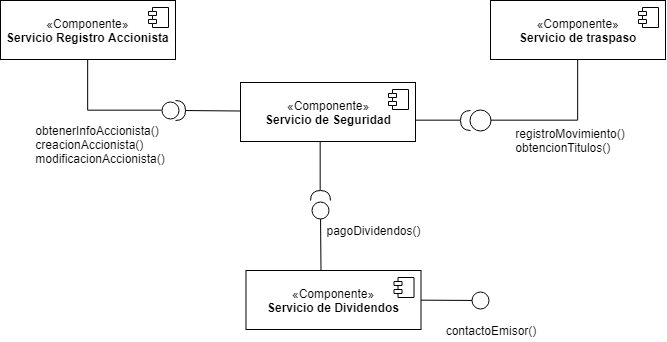 «Componente»
Servicio Registro Accionista
«Componente»
Servicio de traspaso
«Componente»
Servicio de Seguridad
obtenerInfoAccionista()
creacionAccionista()
modificacionAccionista()
registroMovimiento()
obtencionTitulos()
pagoDividendos()
«Componente»
Servicio de Dividendos
contactoEmisor()